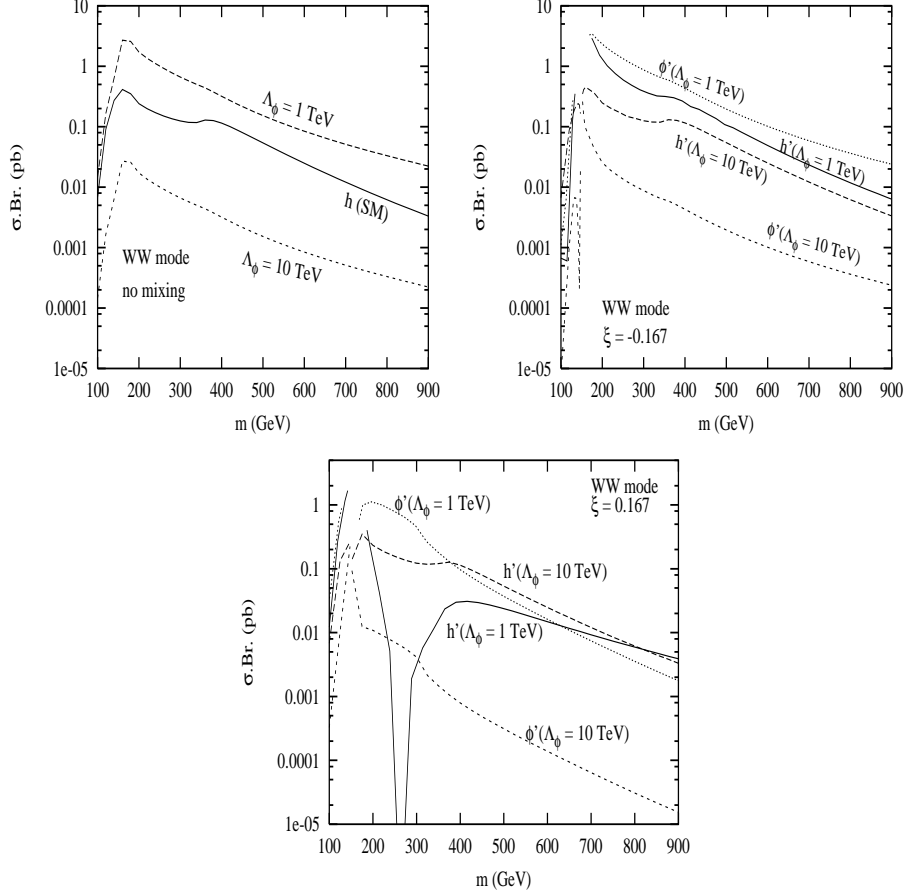 10
1
0.1
0.01
0.001
0.0001
1e-05
σ.Br. (pb)
Λϕ = 1 TeV
h (SM)
Λϕ = 10 TeV
WW mode
no mixing
100 200 300 400 500 600 700 800 900
m (GeV)
10
1
0.1
0.01
0.001
0.0001
1e-05
σ.Br. (pb)
ϕ'(Λϕ = 1 TeV)
h'(Λϕ = 1 TeV)
h'(Λϕ = 10 TeV)
ϕ'(Λϕ = 10 TeV)
WW mode
ξ = -0.167
100 200 300 400 500 600 700 800 900
m (GeV)
1
0.1
0.01
0.001
0.0001
1e-05
σ.Br. (pb)
WW mode
ξ = 0.167
ϕ'(Λϕ = 1 TeV)
h'(Λϕ = 10 TeV)
h'(Λϕ = 1 TeV)
ϕ'(Λϕ = 10 TeV)
100 200 300 400 500 600 700 800 900
m (GeV)